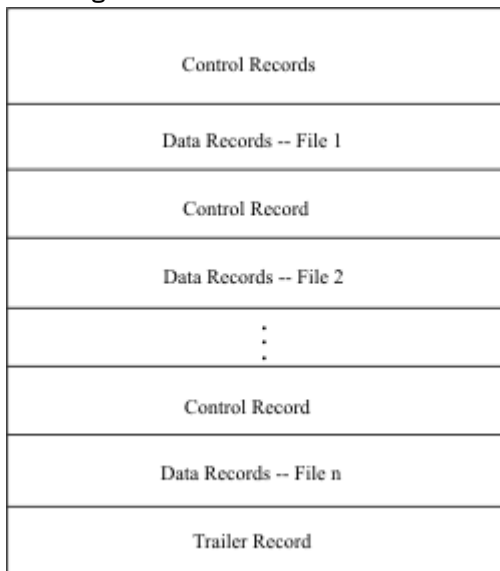 Control Records
Data Records -- File 1
Control Record
Data Records -- File 2
⋮
Control Record
Data Records -- File n
Trailer Record